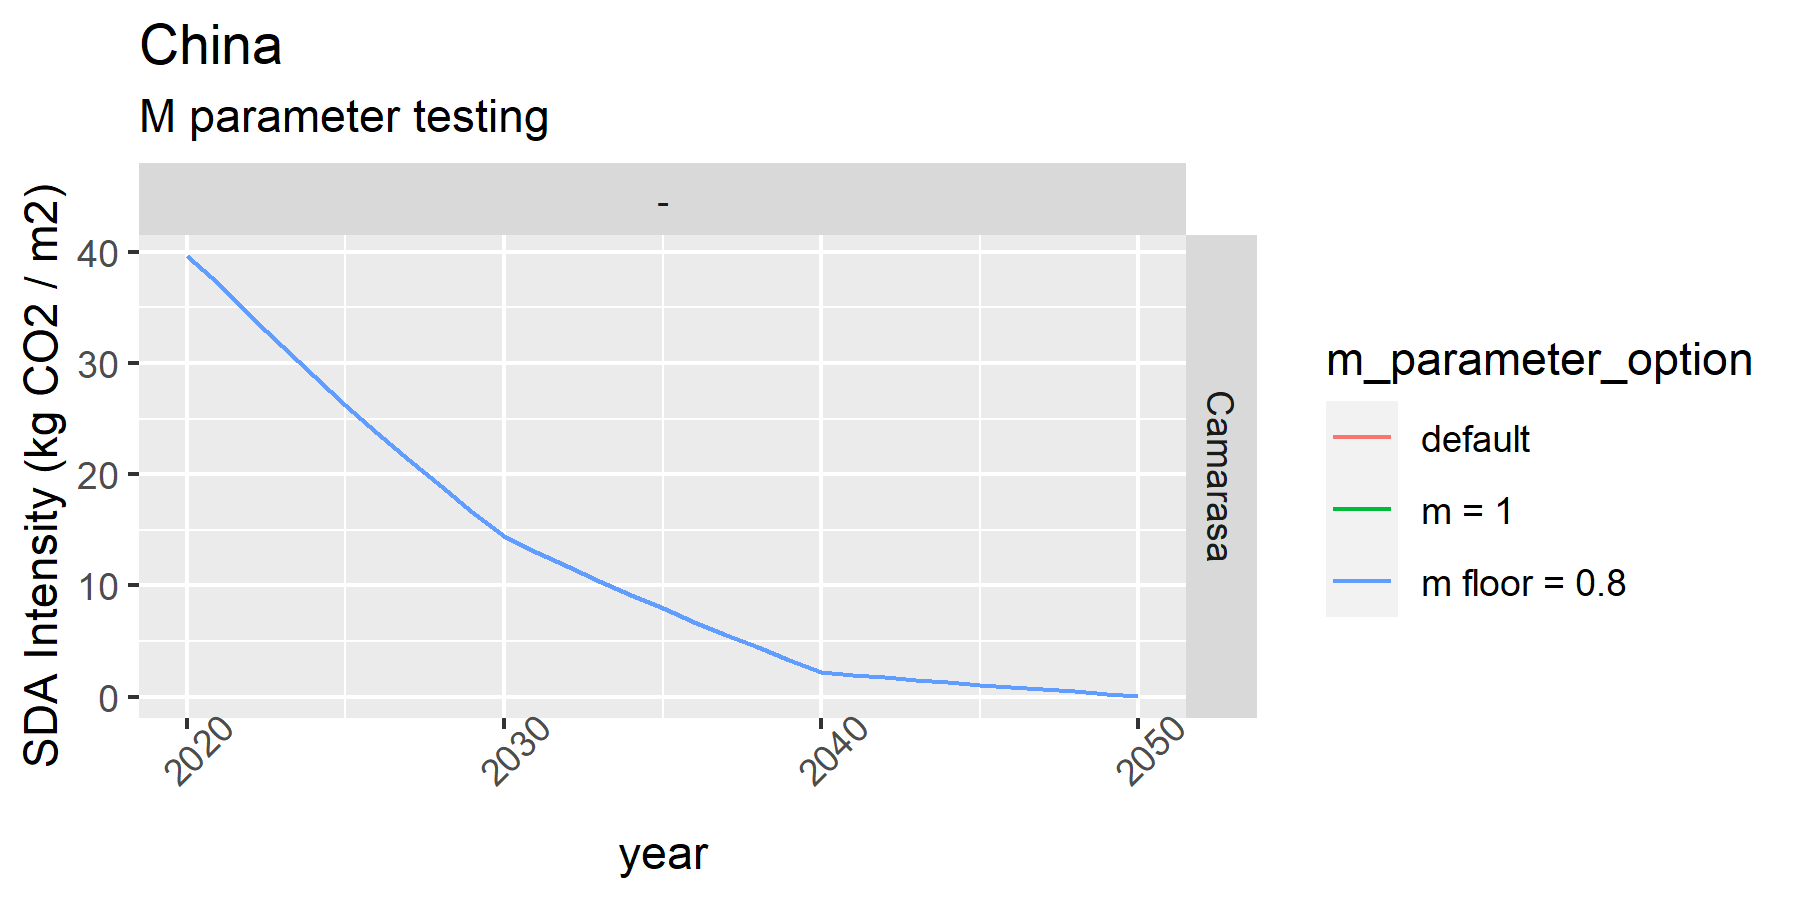 China
M parameter testing
-
SDA Intensity (kg CO2 / m2)
40
30
20
10
0
Camarasa
2020
2030
2040
2050
year
m_parameter_option
default
m = 1
m floor = 0.8